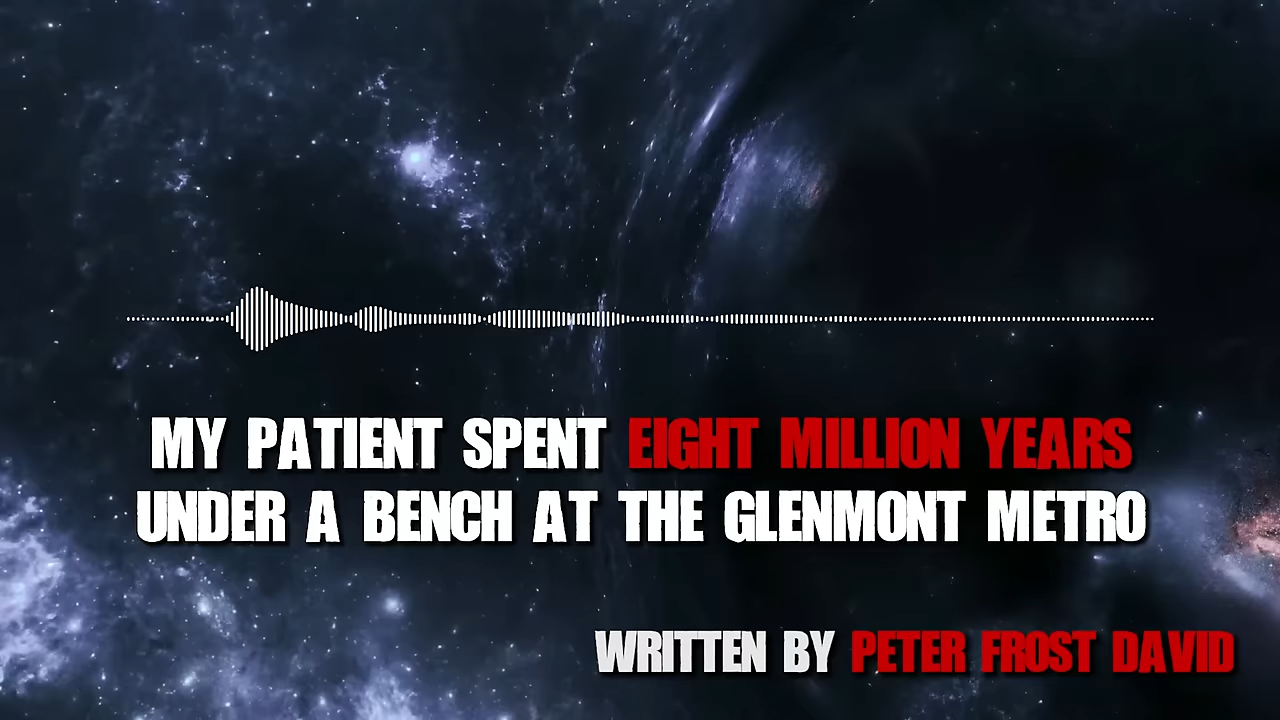 MY PATIENT SPENT EIGHT MILLION YEARS
UNDER A BENCH AT THE GLENMONT METRO
WRITTEN BY PETER FROST DAVID